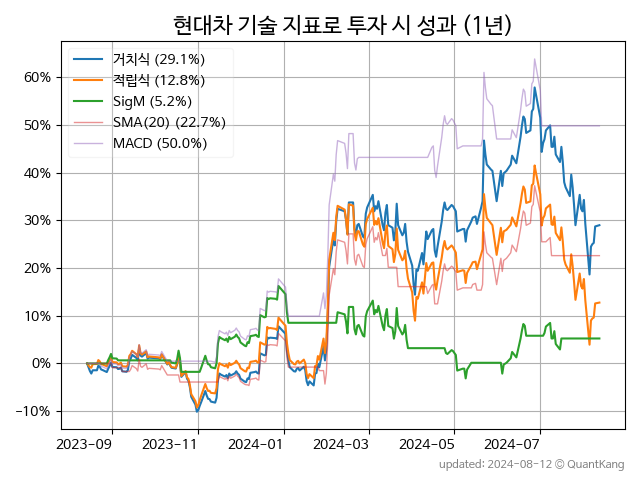 현대차 기술 지표로 투자 시 성과 (1년)
거치식 (29.1%)
적립식 (12.8%)
SigM (5.2%)
SMA(20) (22.7%)
MACD (50.0%)
60%
50%
40%
30%
20%
10%
0%
−10%
2023-09 2023-11 2024-01 2024-03 2024-05 2024-07
updated: 2024-08-12 © QuantKang